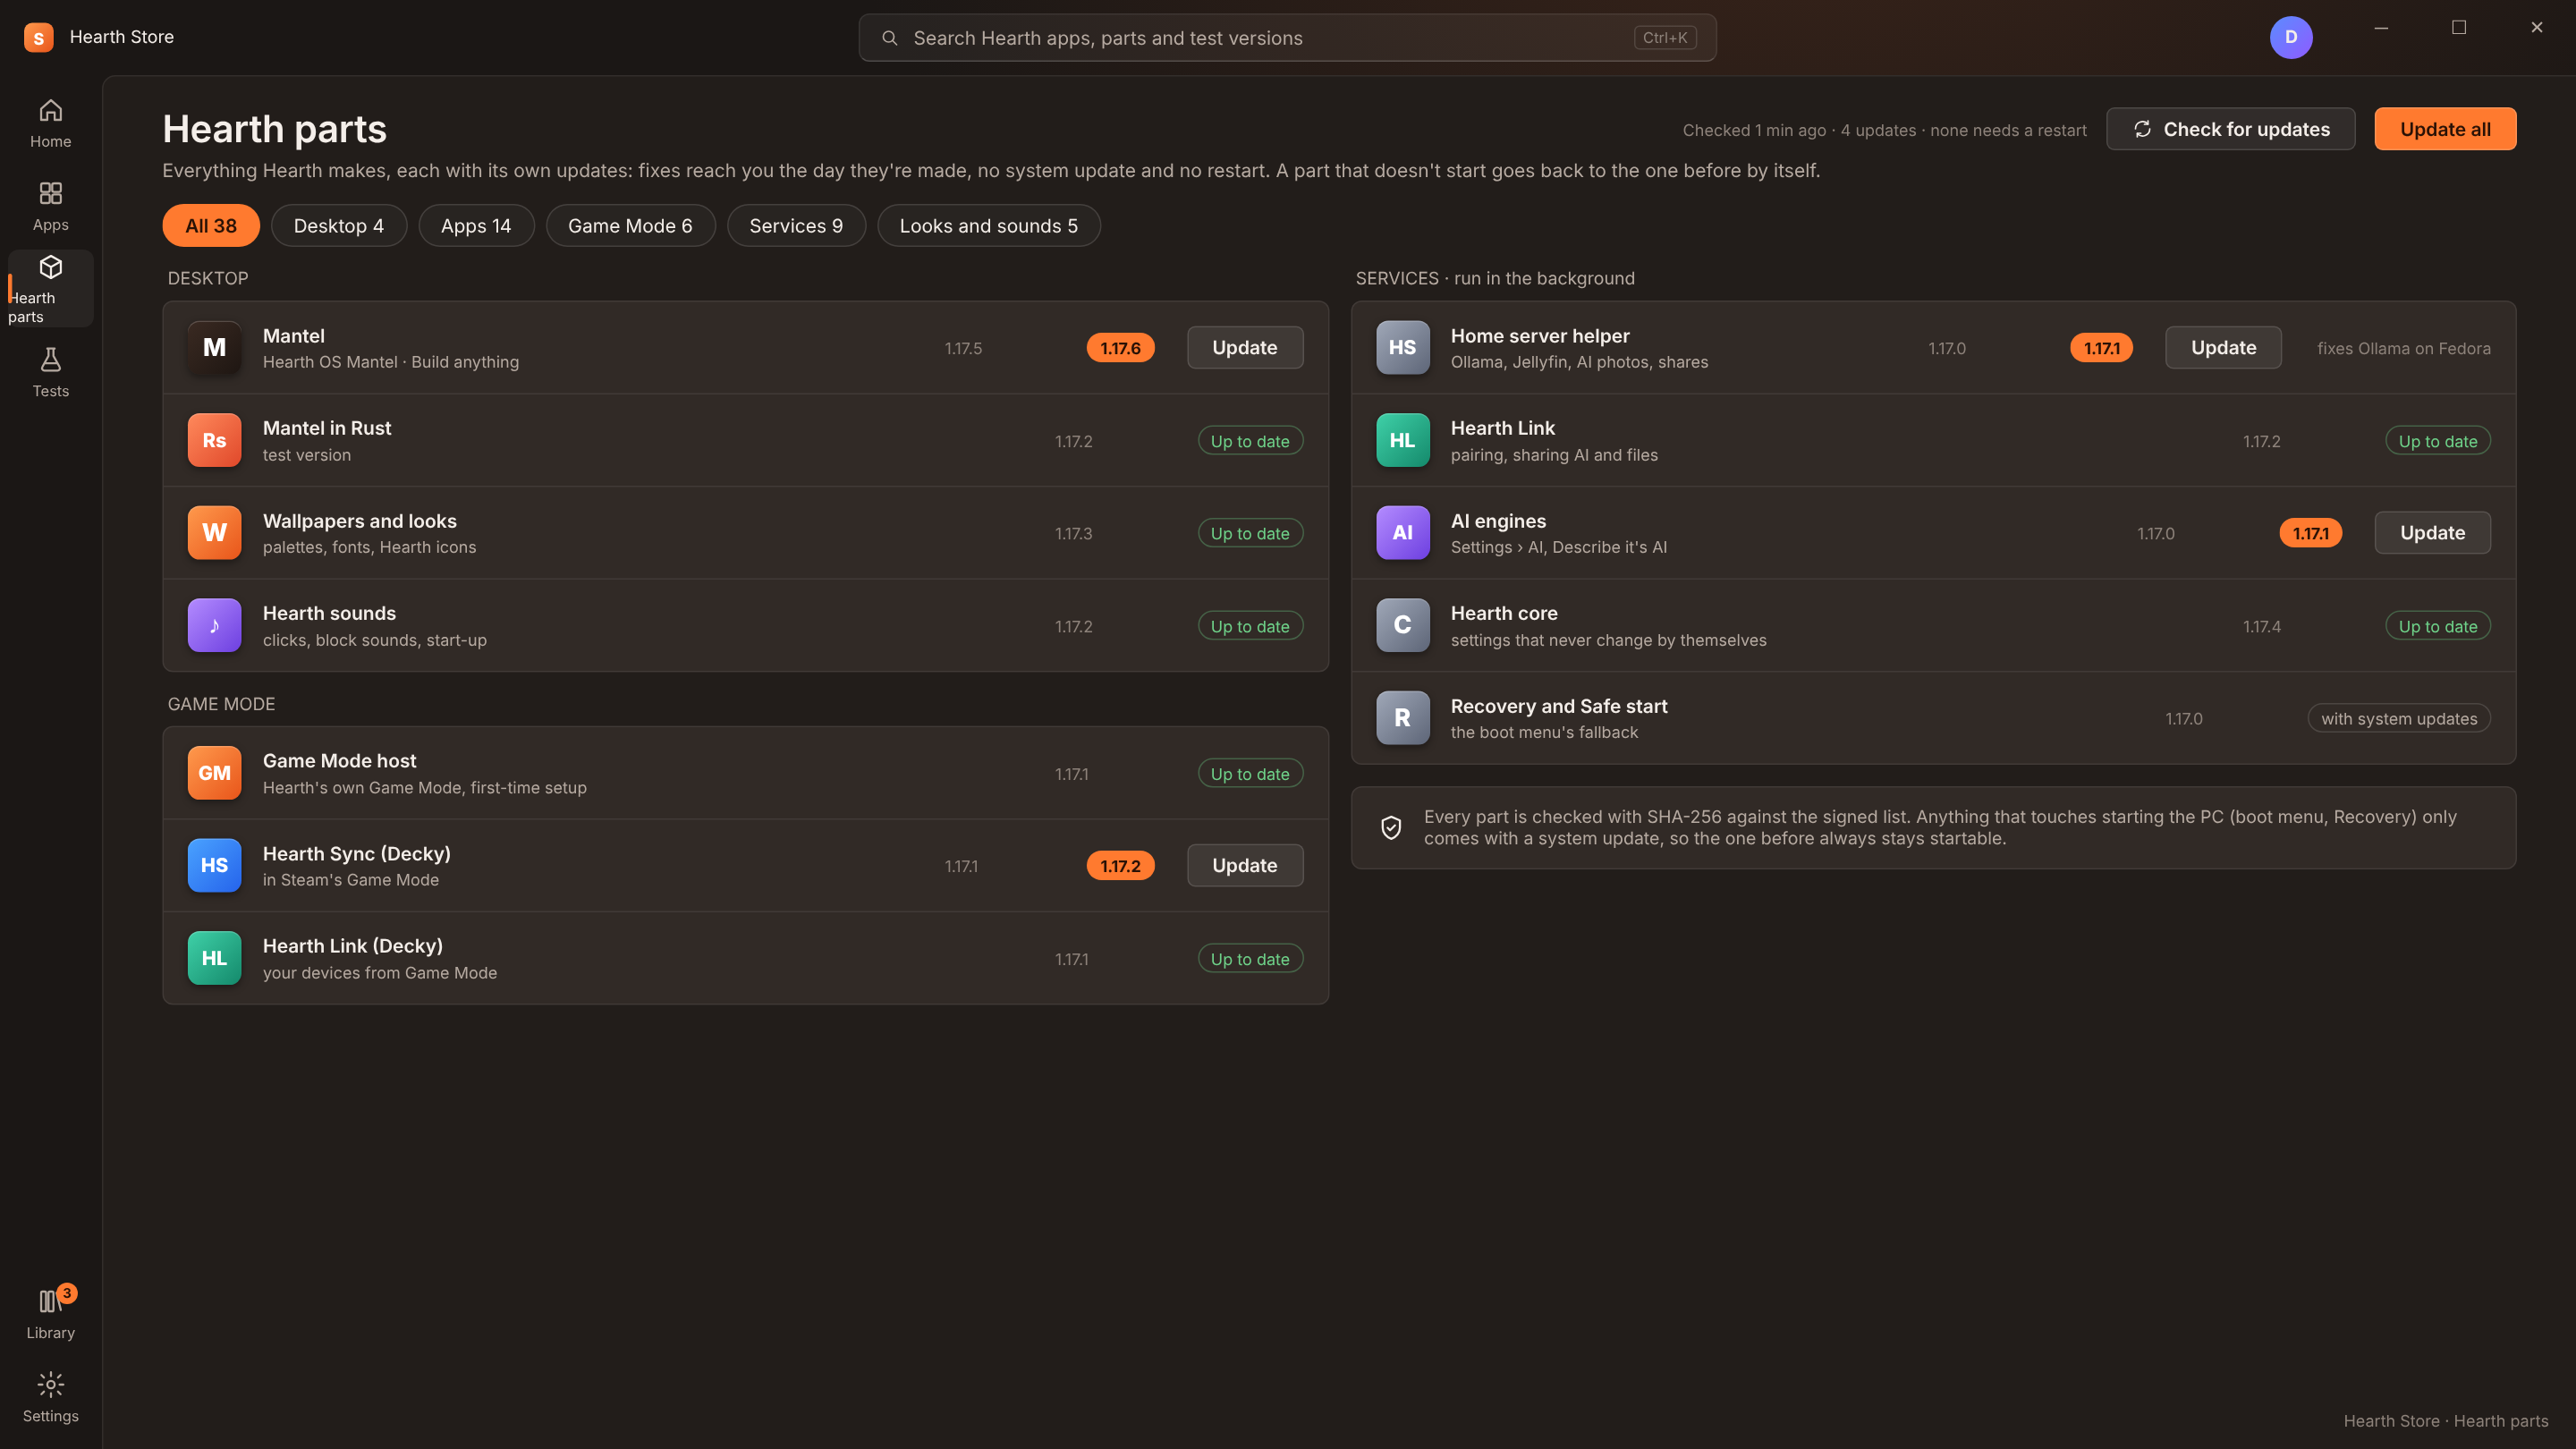 S Hearth Store
Search Hearth apps, parts and test versions Ctrl+K
D
Home
Apps
Hearth
parts
Tests
Library 3
Settings
Hearth parts
Checked 1 min ago · 4 updates · none needs a restart
Check for updates
Update all
Everything Hearth makes, each with its own updates: fixes reach you the day they're made, no system update and no restart. A part that doesn't start goes back to the one before by itself.
All 38 Desktop 4 Apps 14 Game Mode 6 Services 9 Looks and sounds 5
DESKTOP
M Mantel 1.17.5 1.17.6 Update
Hearth OS Mantel · Build anything
Rs Mantel in Rust 1.17.2 Up to date
test version
W Wallpapers and looks 1.17.3 Up to date
palettes, fonts, Hearth icons
♪ Hearth sounds 1.17.2 Up to date
clicks, block sounds, start-up
GAME MODE
GM Game Mode host 1.17.1 Up to date
Hearth's own Game Mode, first-time setup
HS Hearth Sync (Decky) 1.17.1 1.17.2 Update
in Steam's Game Mode
HL Hearth Link (Decky) 1.17.1 Up to date
your devices from Game Mode
SERVICES · run in the background
HS Home server helper 1.17.0 1.17.1 Update fixes Ollama on Fedora
Ollama, Jellyfin, AI photos, shares
HL Hearth Link 1.17.2 Up to date
pairing, sharing AI and files
AI AI engines 1.17.0 1.17.1 Update
Settings › AI, Describe it's AI
C Hearth core 1.17.4 Up to date
settings that never change by themselves
R Recovery and Safe start 1.17.0 with system updates
the boot menu's fallback
Every part is checked with SHA-256 against the signed list. Anything that touches starting the PC (boot menu, Recovery) only
comes with a system update, so the one before always stays startable.
Hearth Store · Hearth parts